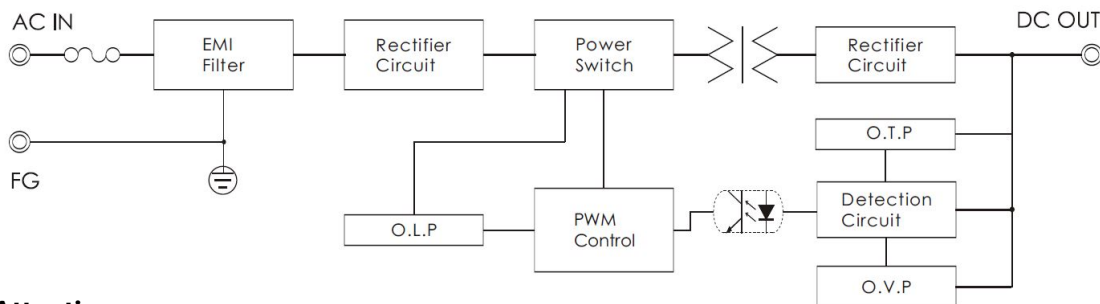 AC IN
DC OUT
EMI
Filter
Rectifier
Circuit
Power
Switch
Rectifier
Circuit
O.T.P
FG
Detection
Circuit
O.L.P
PWM
Control
O.V.P